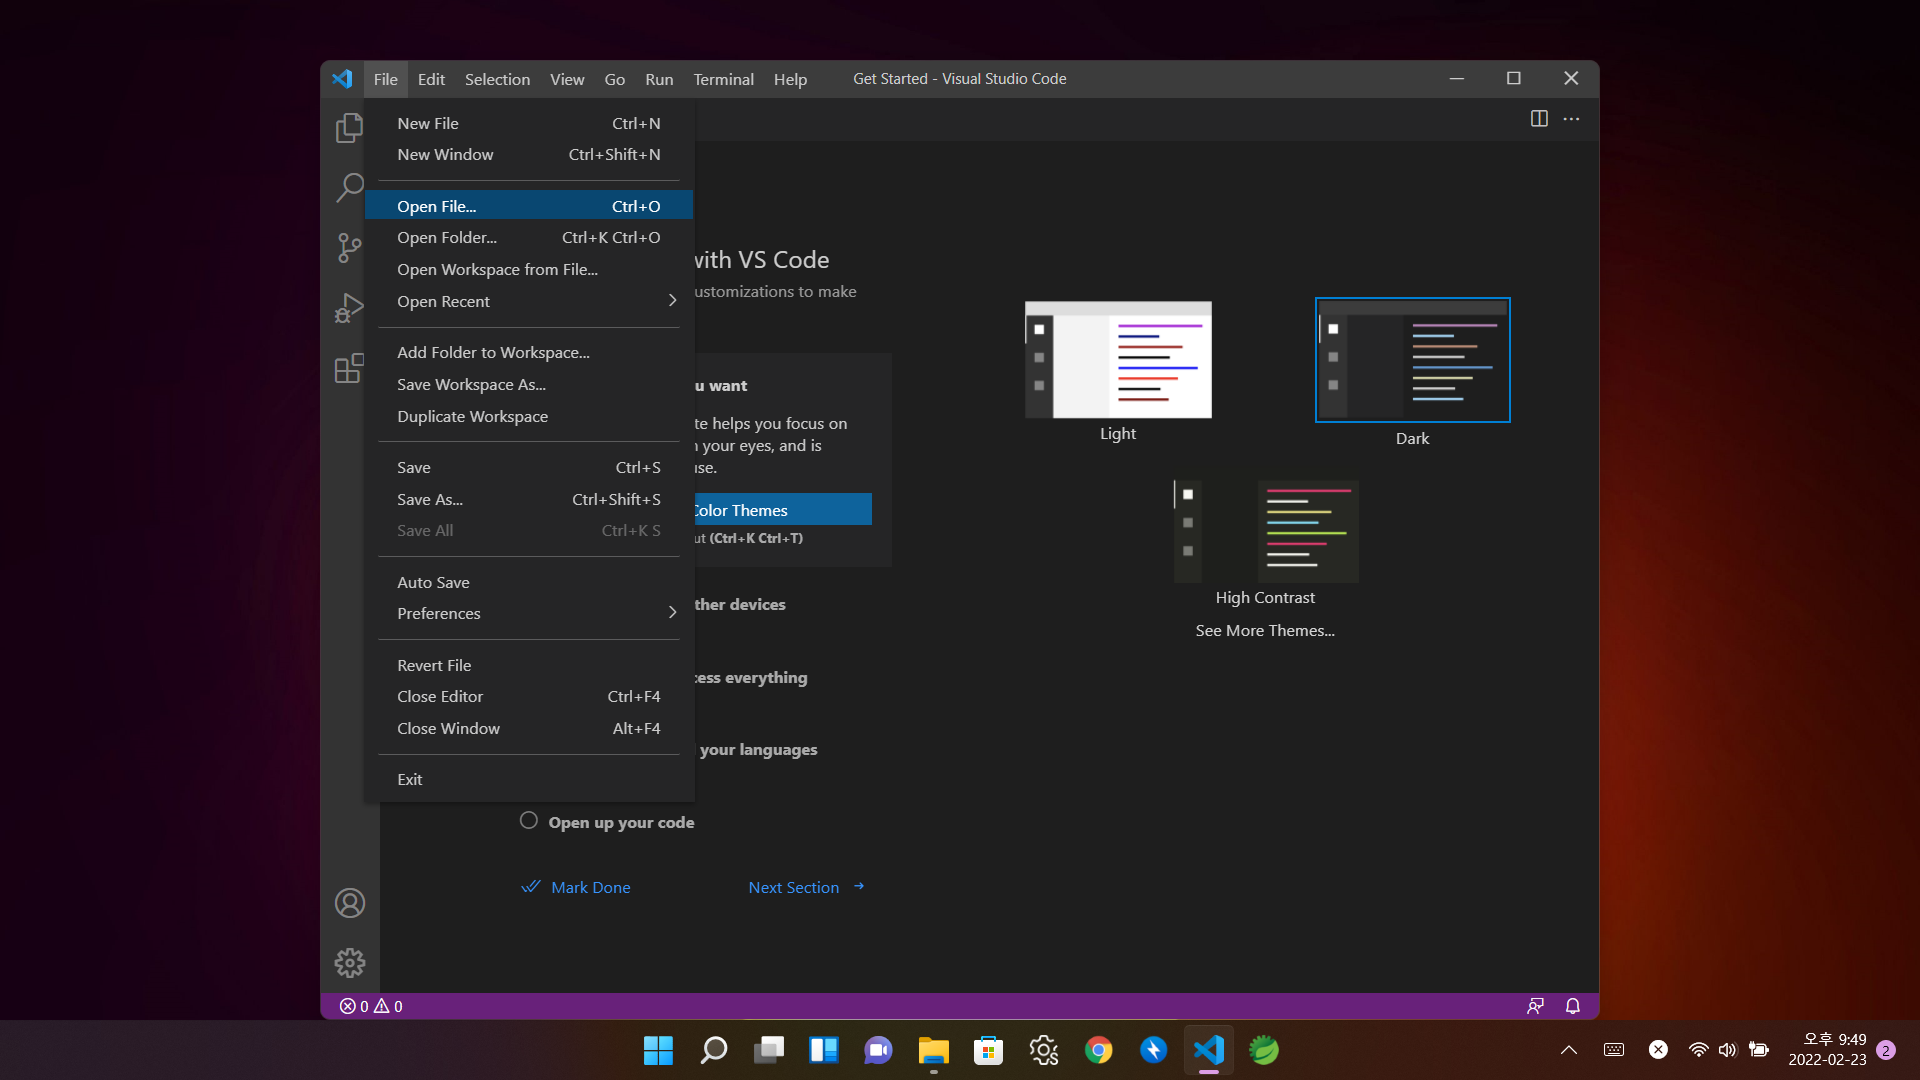 File Edit Selection View Go Run Terminal Help Get Started - Visual Studio Code
New File Ctrl+N
New Window Ctrl+Shift+N
Open File... Ctrl+O
Open Folder... Ctrl+K Ctrl+O
Open Workspace from File...
Open Recent
Add Folder to Workspace...
Save Workspace As...
Duplicate Workspace
Save Ctrl+S
Save As... Ctrl+Shift+S
Save All Ctrl+K S
Auto Save
Preferences
Revert File
Close Editor Ctrl+F4
Close Window Alt+F4
Exit
with VS Code
ustomizations to make
u want
te helps you focus on
n your eyes, and is
use.
Color Themes
ut (Ctrl+K Ctrl+T)
ther devices
cess everything
your languages
Open up your code
Mark Done Next Section
Light
Dark
High Contrast
See More Themes...
0 0
오후 9:49
2022-02-23
2